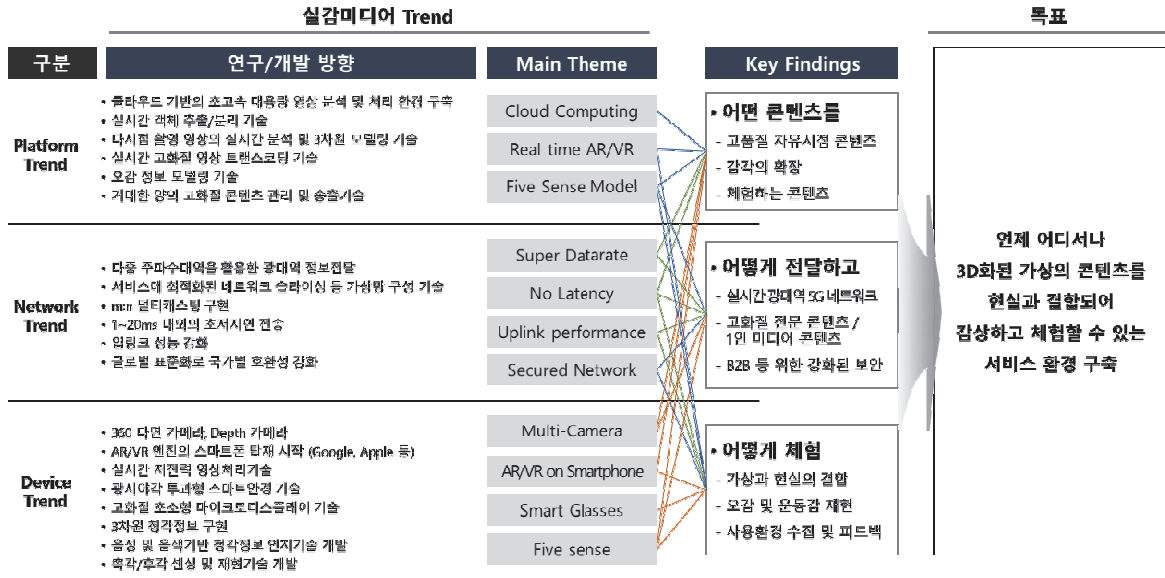 실감미디어 Trend
목표
구분
연구/개발 방향
Main Theme
Key Findings
Platform
Trend
• 클라우드 기반의 초고속 대용량 영상 분석 및 처리 환경 구축
• 실시간 객체 추출/분리 기술
• 다시점 촬영 영상의 실시간 분석 및 3차원 모델링 기술
• 실시간 고화질 영상 트랜스코딩 기술
• 오감 정보 모델링 기술
• 거대한 양의 고화질 콘텐츠 관리 및 송출기술
Cloud Computing
Real time AR/VR
Five Sense Model
• 어떤 콘텐츠를
- 고품질 자유시점 콘텐츠
- 감각의 확장
- 체험하는 콘텐츠
Network
Trend
• 다중 주파수대역을 활용한 광대역 정보전달
• 서비스에 최적화된 네트워크 슬라이싱 등 가상망 구성 기술
• m:n 멀티캐스팅 구현
• 1~20ms 내외의 초저지연 전송
• 업링크 성능 강화
• 글로벌 표준화로 국가별 호환성 강화
Super Datarate
No Latency
Uplink performance
Secured Network
• 어떻게 전달하고
- 실시간 광대역 5G 네트워크
- 고화질 전문 콘텐츠 /
1인 미디어 콘텐츠
- B2B 등 위한 강화된 보안
Device
Trend
• 360 다면 카메라, Depth 카메라
• AR/VR 엔진의 스마트폰 탑재 시작 (Google, Apple 등)
• 실시간 저전력 영상처리기술
• 광시야각 투과형 스마트안경 기술
• 고화질 초소형 마이크로디스플레이 기술
• 3차원 청각정보 구현
• 음성 및 음색기반 청각정보 인지기술 개발
• 촉각/후각 센싱 및 재현기술 개발
Multi-Camera
AR/VR on Smartphone
Smart Glasses
Five sense
• 어떻게 체험
- 가상과 현실의 결합
- 오감 및 운동감 재현
- 사용환경 수집 및 피드백
언제 어디서나
3D화된 가상의 콘텐츠를
현실과 결합되어
감상하고 체험할 수 있는
서비스 환경 구축